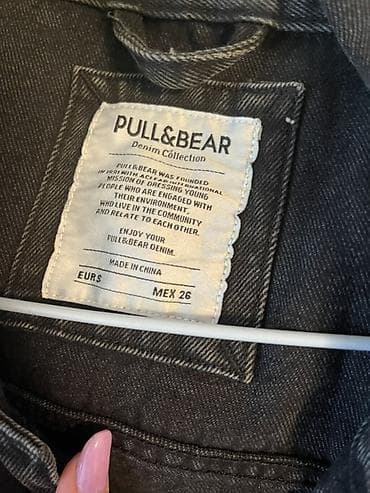 PULL&BEAR
Denim Collection
PULL&BEAR WAS FOUNDED
IN 1991 WITH A CLEAR INTERNATIONAL
MISSION OF DRESSING YOUNG
PEOPLE WHO ARE ENGAGED WITH
THEIR ENVIRONMENT,
WHO LIVE IN THE COMMUNITY
AND RELATE TO EACH OTHER.
ENJOY YOUR
PULL&BEAR DENIM.
MADE IN CHINA
EUR S
MEX 26